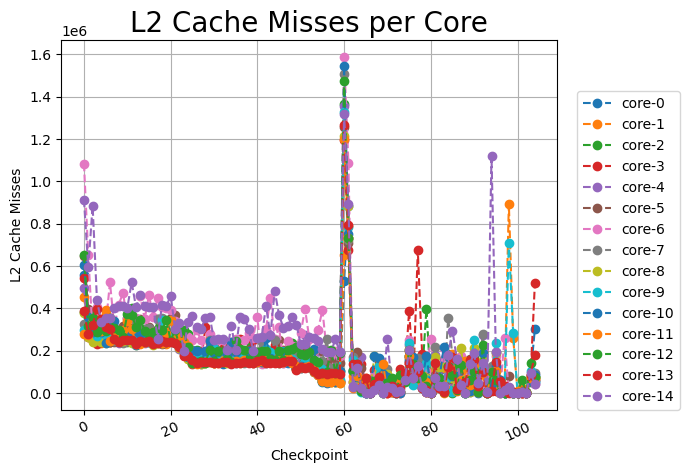 L2 Cache Misses per Core
1e6
1.6
1.4
1.2
1.0
0.8
0.6
0.4
0.2
0.0
L2 Cache Misses
0
20
40
60
80
100
Checkpoint
core-0
core-1
core-2
core-3
core-4
core-5
core-6
core-7
core-8
core-9
core-10
core-11
core-12
core-13
core-14